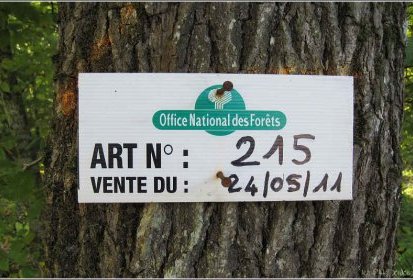 Office National des Forêts
ART N° : 215
VENTE DU : 24/05/11